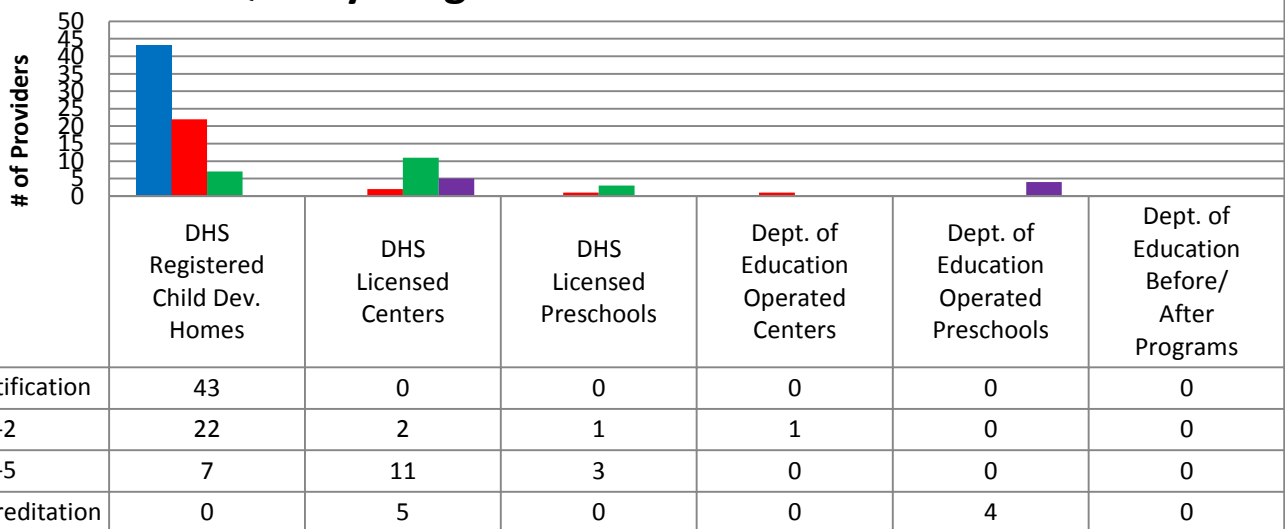 50
45
40
35
30
25
20
15
10
5
0
# of Providers
DHS
Registered
Child Dev.
Homes
DHS
Licensed
Centers
DHS
Licensed
Preschools
Dept. of
Education
Operated
Centers
Dept. of
Education
Operated
Preschools
Dept. of
Education
Before/
After
Programs
tification 43 0 0 0 0 0
-2 22 2 1 1 0 0
-5 7 11 3 0 0 0
reditation 0 5 0 0 4 0